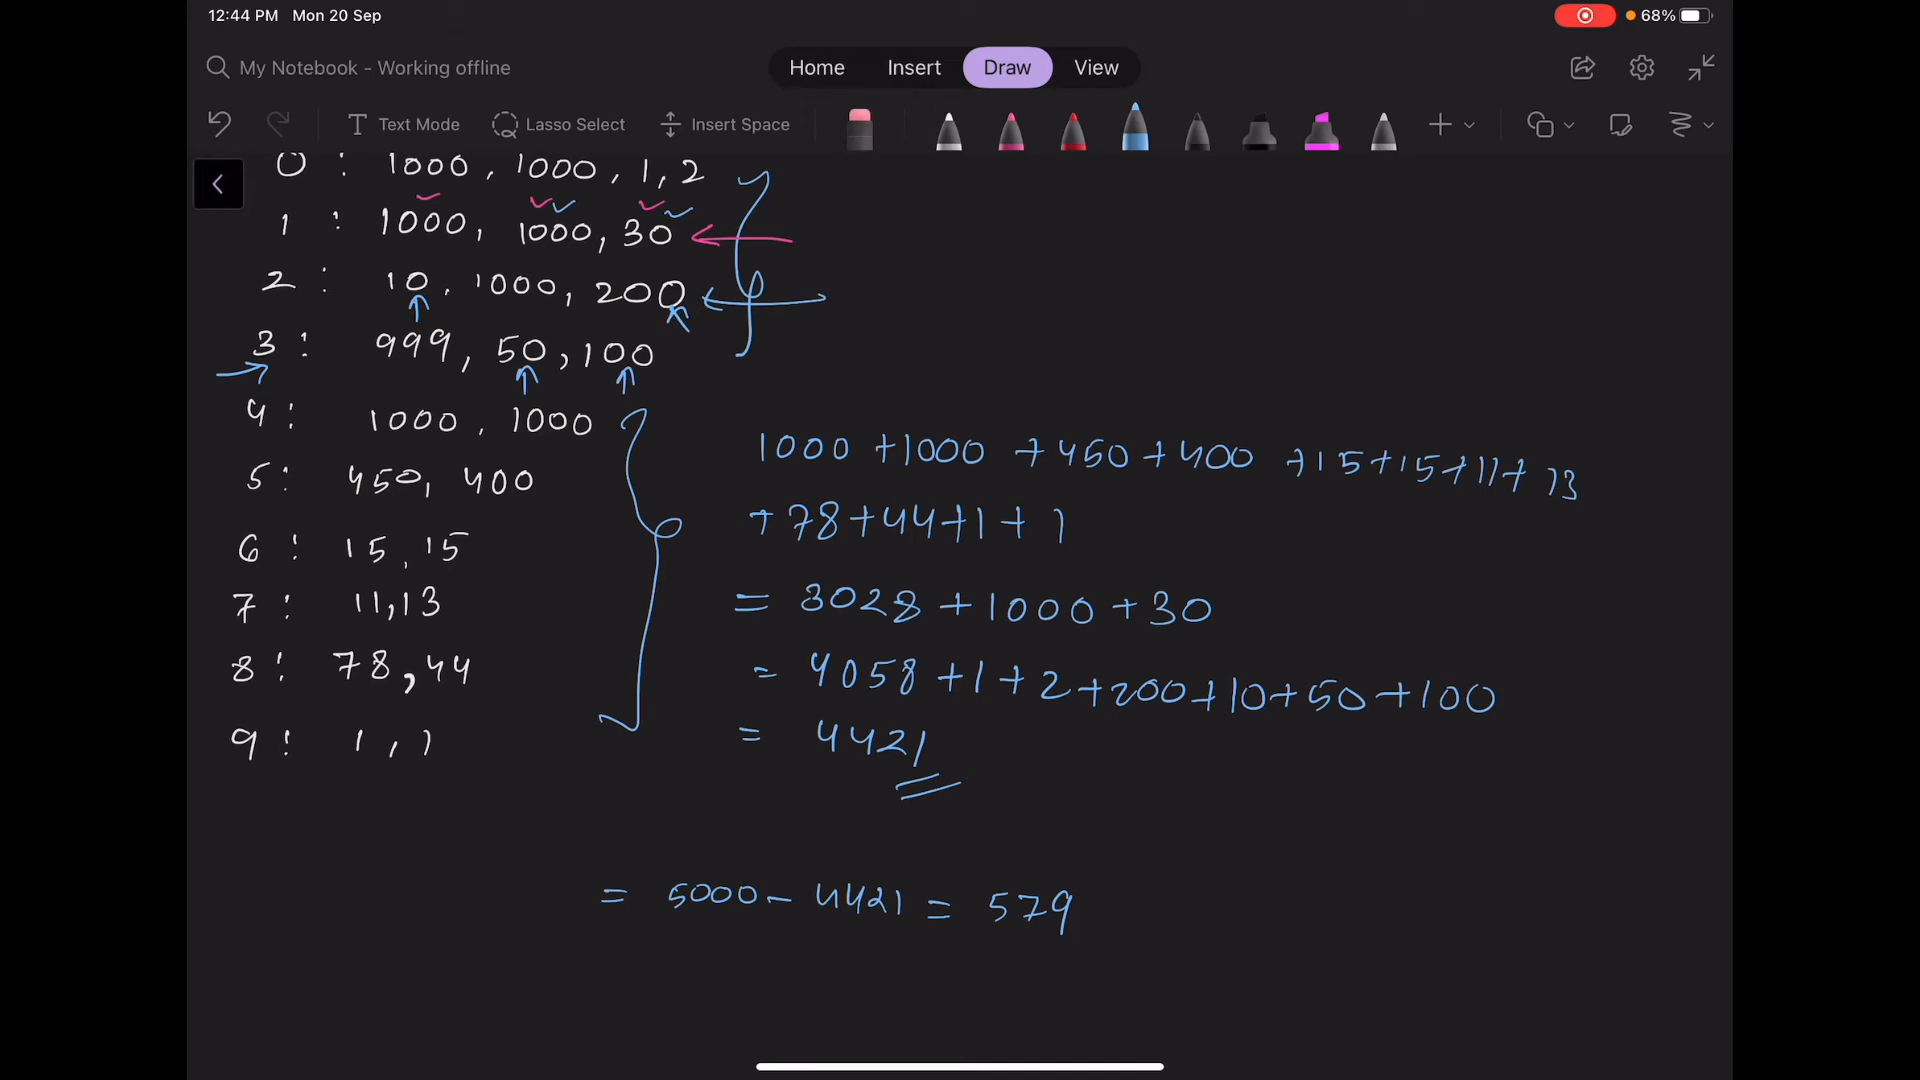 12:44 PM Mon 20 Sep
68%
My Notebook - Working offline
Home Insert Draw View
Text Mode Lasso Select Insert Space
0 : 1000 , 1000 , 1 , 2
1 : 1000 , 1000 , 30
2 : 10 , 1000 , 200
3 : 999 , 50 , 100
4 : 1000 , 1000
5 : 450 , 400
6 : 15 , 15
7 : 11 , 13
8 : 78 , 44
9 : 1 , 1
1000 + 1000 + 450 + 400 + 15 + 15 + 11 + 13
+ 78 + 44 + 1 + 1
= 3028 + 1000 + 30
= 4058 + 1 + 2 + 200 + 10 + 50 + 100
= 4421
= 5000 - 4421 = 579